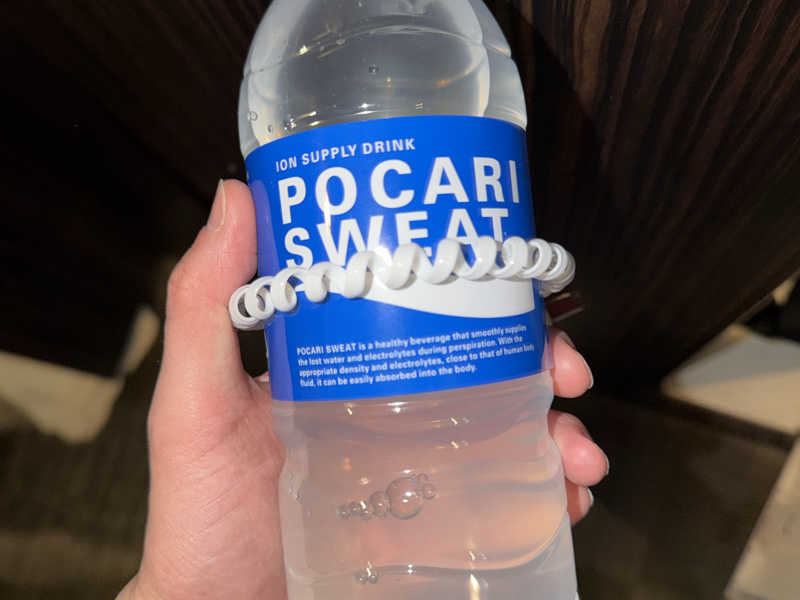 ION SUPPLY DRINK
POCARI
SWEAT
POCARI SWEAT is a healthy beverage that smoothly supplies
the lost water and electrolytes during perspiration. With the
appropriate density and electrolytes, close to that of human body
fluid, it can be easily absorbed into the body.